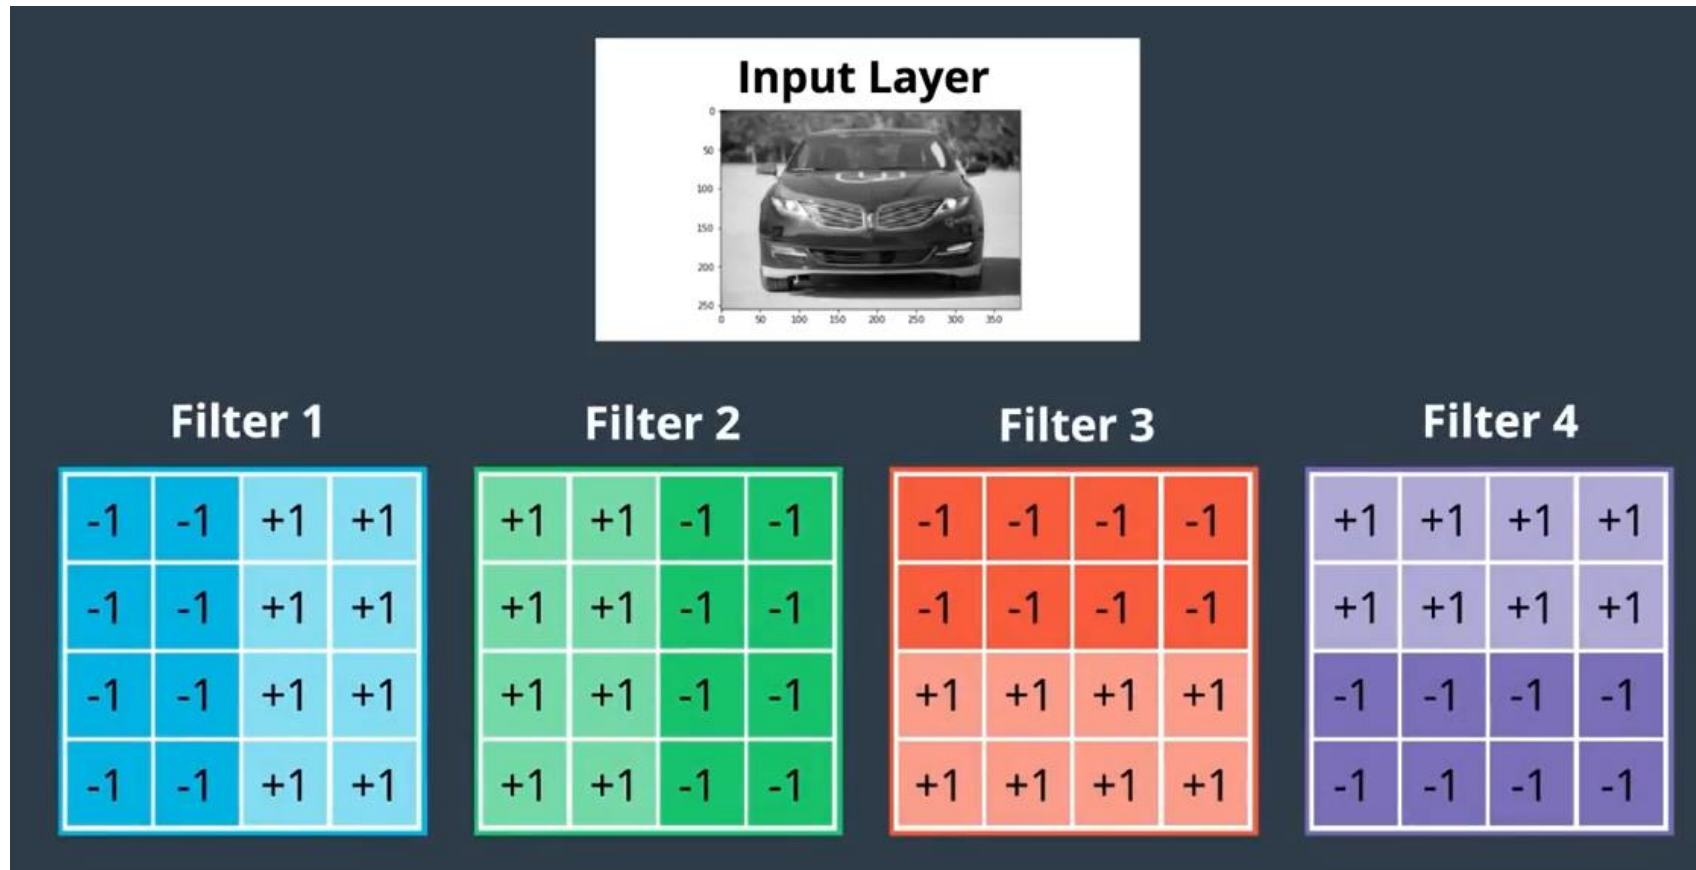 Input Layer
0
50
100
150
200
250
0 50 100 150 200 250 300 350
Filter 1 Filter 2 Filter 3 Filter 4
-1 -1 +1 +1 +1 +1 -1 -1 -1 -1 -1 -1 +1 +1 +1 +1
-1 -1 +1 +1 +1 +1 -1 -1 -1 -1 -1 -1 +1 +1 +1 +1
-1 -1 +1 +1 +1 +1 -1 -1 +1 +1 +1 +1 -1 -1 -1 -1
-1 -1 +1 +1 +1 +1 -1 -1 +1 +1 +1 +1 -1 -1 -1 -1